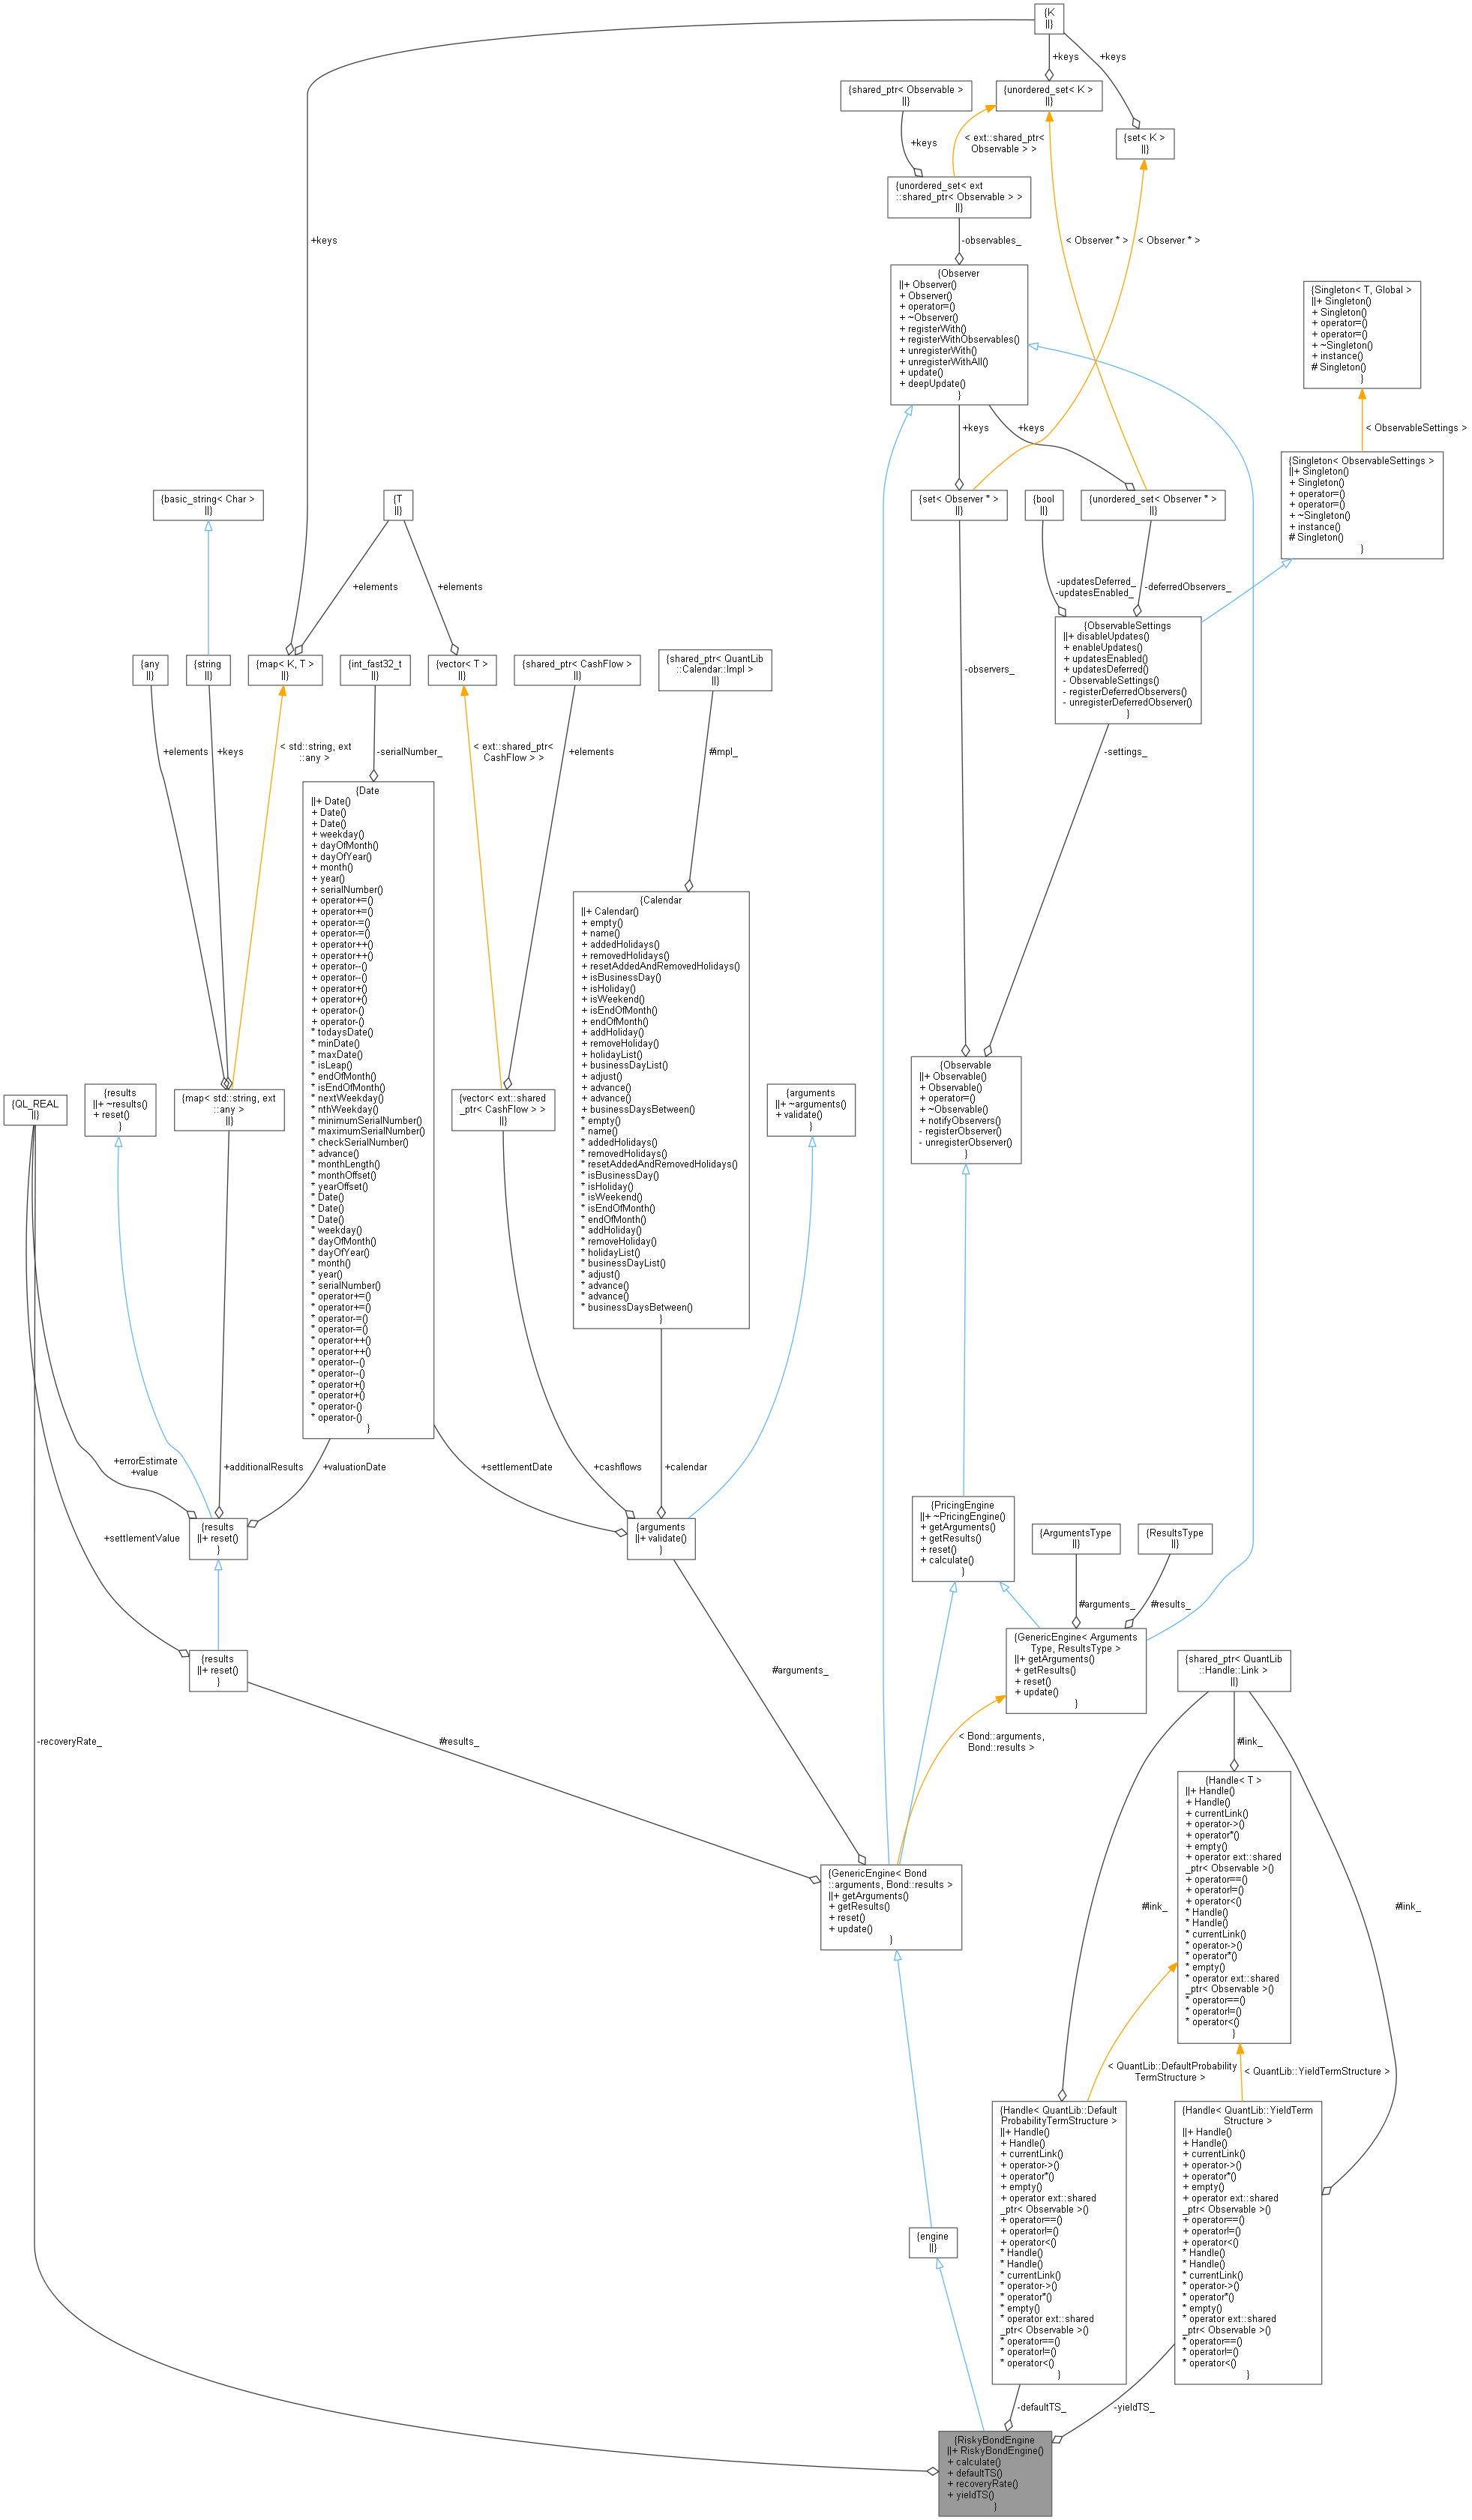 {K
||}
+keys
+keys
{shared_ptr< Observable >
||}
{unordered_set< K >
||}
{set< K >
||}
+keys
< ext::shared_ptr<
Observable > >
{unordered_set< ext
::shared_ptr< Observable > >
||}
+keys
-observables_
< Observer * >
< Observer * >
{Observer
||+ Observer()
+ Observer()
+ operator=()
+ ~Observer()
+ registerWith()
+ registerWithObservables()
+ unregisterWith()
+ unregisterWithAll()
+ update()
+ deepUpdate()
}
{Singleton< T, Global >
||+ Singleton()
+ Singleton()
+ operator=()
+ operator=()
+ ~Singleton()
+ instance()
# Singleton()
}
+keys
+keys
< ObservableSettings >
{Singleton< ObservableSettings >
||+ Singleton()
+ Singleton()
+ operator=()
+ operator=()
+ ~Singleton()
+ instance()
# Singleton()
}
{basic_string< Char >
||}
{T
||}
{set< Observer * >
||}
{bool
||}
{unordered_set< Observer * >
||}
+elements
+elements
-updatesDeferred_
-updatesEnabled_
-deferredObservers_
{ObservableSettings
||+ disableUpdates()
+ enableUpdates()
+ updatesEnabled()
+ updatesDeferred()
- ObservableSettings()
- registerDeferredObservers()
- unregisterDeferredObserver()
}
{any
||}
{string
||}
{map< K, T >
||}
{int_fast32_t
||}
{vector< T >
||}
{shared_ptr< CashFlow >
||}
{shared_ptr< QuantLib
::Calendar::Impl >
||}
-observers_
+elements
+keys
< std::string, ext
::any >
-serialNumber_
< ext::shared_ptr<
CashFlow > >
+elements
#impl_
-settings_
{Date
||+ Date()
+ Date()
+ Date()
+ weekday()
+ dayOfMonth()
+ dayOfYear()
+ month()
+ year()
+ serialNumber()
+ operator+=()
+ operator+=()
+ operator-=()
+ operator-=()
+ operator++()
+ operator++()
+ operator--()
+ operator--()
+ operator+()
+ operator+()
+ operator-()
+ operator-()
* todaysDate()
* minDate()
* maxDate()
* isLeap()
* endOfMonth()
* isEndOfMonth()
* nextWeekday()
* nthWeekday()
* minimumSerialNumber()
* maximumSerialNumber()
* checkSerialNumber()
* advance()
* monthLength()
* monthOffset()
* yearOffset()
* Date()
* Date()
* Date()
* weekday()
* dayOfMonth()
* dayOfYear()
* month()
* year()
* serialNumber()
* operator+=()
* operator+=()
* operator-=()
* operator-=()
* operator++()
* operator++()
* operator--()
* operator--()
* operator+()
* operator+()
* operator-()
* operator-()
}
{Calendar
||+ Calendar()
+ empty()
+ name()
+ addedHolidays()
+ removedHolidays()
+ resetAddedAndRemovedHolidays()
+ isBusinessDay()
+ isHoliday()
+ isWeekend()
+ isEndOfMonth()
+ endOfMonth()
+ addHoliday()
+ removeHoliday()
+ holidayList()
+ businessDayList()
+ adjust()
+ advance()
+ advance()
+ businessDaysBetween()
* empty()
* name()
* addedHolidays()
* removedHolidays()
* resetAddedAndRemovedHolidays()
* isBusinessDay()
* isHoliday()
* isWeekend()
* isEndOfMonth()
* endOfMonth()
* addHoliday()
* removeHoliday()
* holidayList()
* businessDayList()
* adjust()
* advance()
* advance()
* businessDaysBetween()
}
{Observable
||+ Observable()
+ Observable()
+ operator=()
+ ~Observable()
+ notifyObservers()
- registerObserver()
- unregisterObserver()
}
{QL_REAL
||}
{results
||+ ~results()
+ reset()
}
{map< std::string, ext
::any >
||}
{vector< ext::shared
_ptr< CashFlow > >
||}
{arguments
||+ ~arguments()
+ validate()
}
+errorEstimate
+value
+additionalResults
+valuationDate
+settlementDate
+cashflows
+calendar
{results
||+ reset()
}
{arguments
||+ validate()
}
{PricingEngine
||+ ~PricingEngine()
+ getArguments()
+ getResults()
+ reset()
+ calculate()
}
{ArgumentsType
||}
{ResultsType
||}
+settlementValue
#arguments_
#results_
{results
||+ reset()
}
#arguments_
{GenericEngine< Arguments
Type, ResultsType >
||+ getArguments()
+ getResults()
+ reset()
+ update()
}
{shared_ptr< QuantLib
::Handle::Link >
||}
-recoveryRate_
#results_
< Bond::arguments,
Bond::results >
#link_
{Handle< T >
||+ Handle()
+ Handle()
+ currentLink()
+ operator->()
+ operator*()
+ empty()
+ operator ext::shared
_ptr< Observable >()
+ operator==()
+ operator!=()
+ operator<()
* Handle()
* Handle()
* currentLink()
* operator->()
* operator*()
* empty()
* operator ext::shared
_ptr< Observable >()
* operator==()
* operator!=()
* operator<()
}
{GenericEngine< Bond
::arguments, Bond::results >
||+ getArguments()
+ getResults()
+ reset()
+ update()
}
#link_
#link_
< QuantLib::DefaultProbability
TermStructure >
< QuantLib::YieldTermStructure >
{Handle< QuantLib::Default
ProbabilityTermStructure >
||+ Handle()
+ Handle()
+ currentLink()
+ operator->()
+ operator*()
+ empty()
+ operator ext::shared
_ptr< Observable >()
+ operator==()
+ operator!=()
+ operator<()
* Handle()
* Handle()
* currentLink()
* operator->()
* operator*()
* empty()
* operator ext::shared
_ptr< Observable >()
* operator==()
* operator!=()
* operator<()
}
{Handle< QuantLib::YieldTerm
Structure >
||+ Handle()
+ Handle()
+ currentLink()
+ operator->()
+ operator*()
+ empty()
+ operator ext::shared
_ptr< Observable >()
+ operator==()
+ operator!=()
+ operator<()
* Handle()
* Handle()
* currentLink()
* operator->()
* operator*()
* empty()
* operator ext::shared
_ptr< Observable >()
* operator==()
* operator!=()
* operator<()
}
{engine
||}
-defaultTS_
-yieldTS_
{RiskyBondEngine
||+ RiskyBondEngine()
+ calculate()
+ defaultTS()
+ recoveryRate()
+ yieldTS()
}